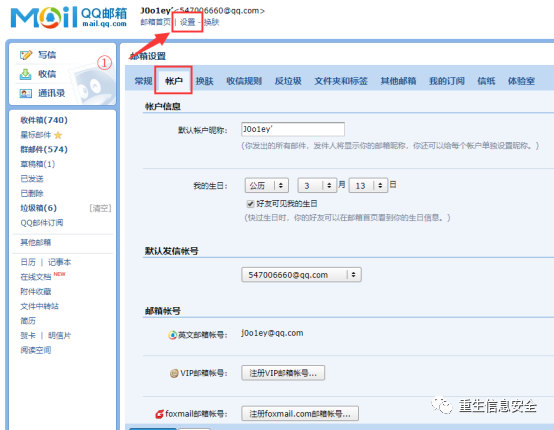 Mail QQ邮箱
mail.qq.com
J0o1ey'<547006660@qq.com>
邮箱首页 | 设置 - 换肤
写信
收信
通讯录
①
收件箱(740)
星标邮件
群邮件(574)
草稿箱(1)
已发送
已删除
垃圾箱(6) [清空]
QQ邮件订阅
其他邮箱
日历 | 记事本
在线文档 NEW
附件收藏
文件中转站
简历
贺卡 | 明信片
阅读空间
邮箱设置
常规 帐户 换肤 收信规则 反垃圾 文件夹和标签 其他邮箱 我的订阅 信纸 体验室
帐户信息
默认帐户昵称: J0o1ey'
(你发出的所有邮件，发件人将显示你的邮箱昵称，你还可以给每个帐户单独设置昵称。)
我的生日: 公历 3 月 13 日
好友可见我的生日
(快过生日时，你的好友可以在邮箱首页看到你的生日信息。)
默认发信帐号
547006660@qq.com
邮箱帐号
英文邮箱帐号: j0o1ey@qq.com
VIP邮箱帐号: 注册VIP邮箱帐号...
foxmail邮箱帐号: 注册foxmail.com邮箱帐号...
重生信息安全